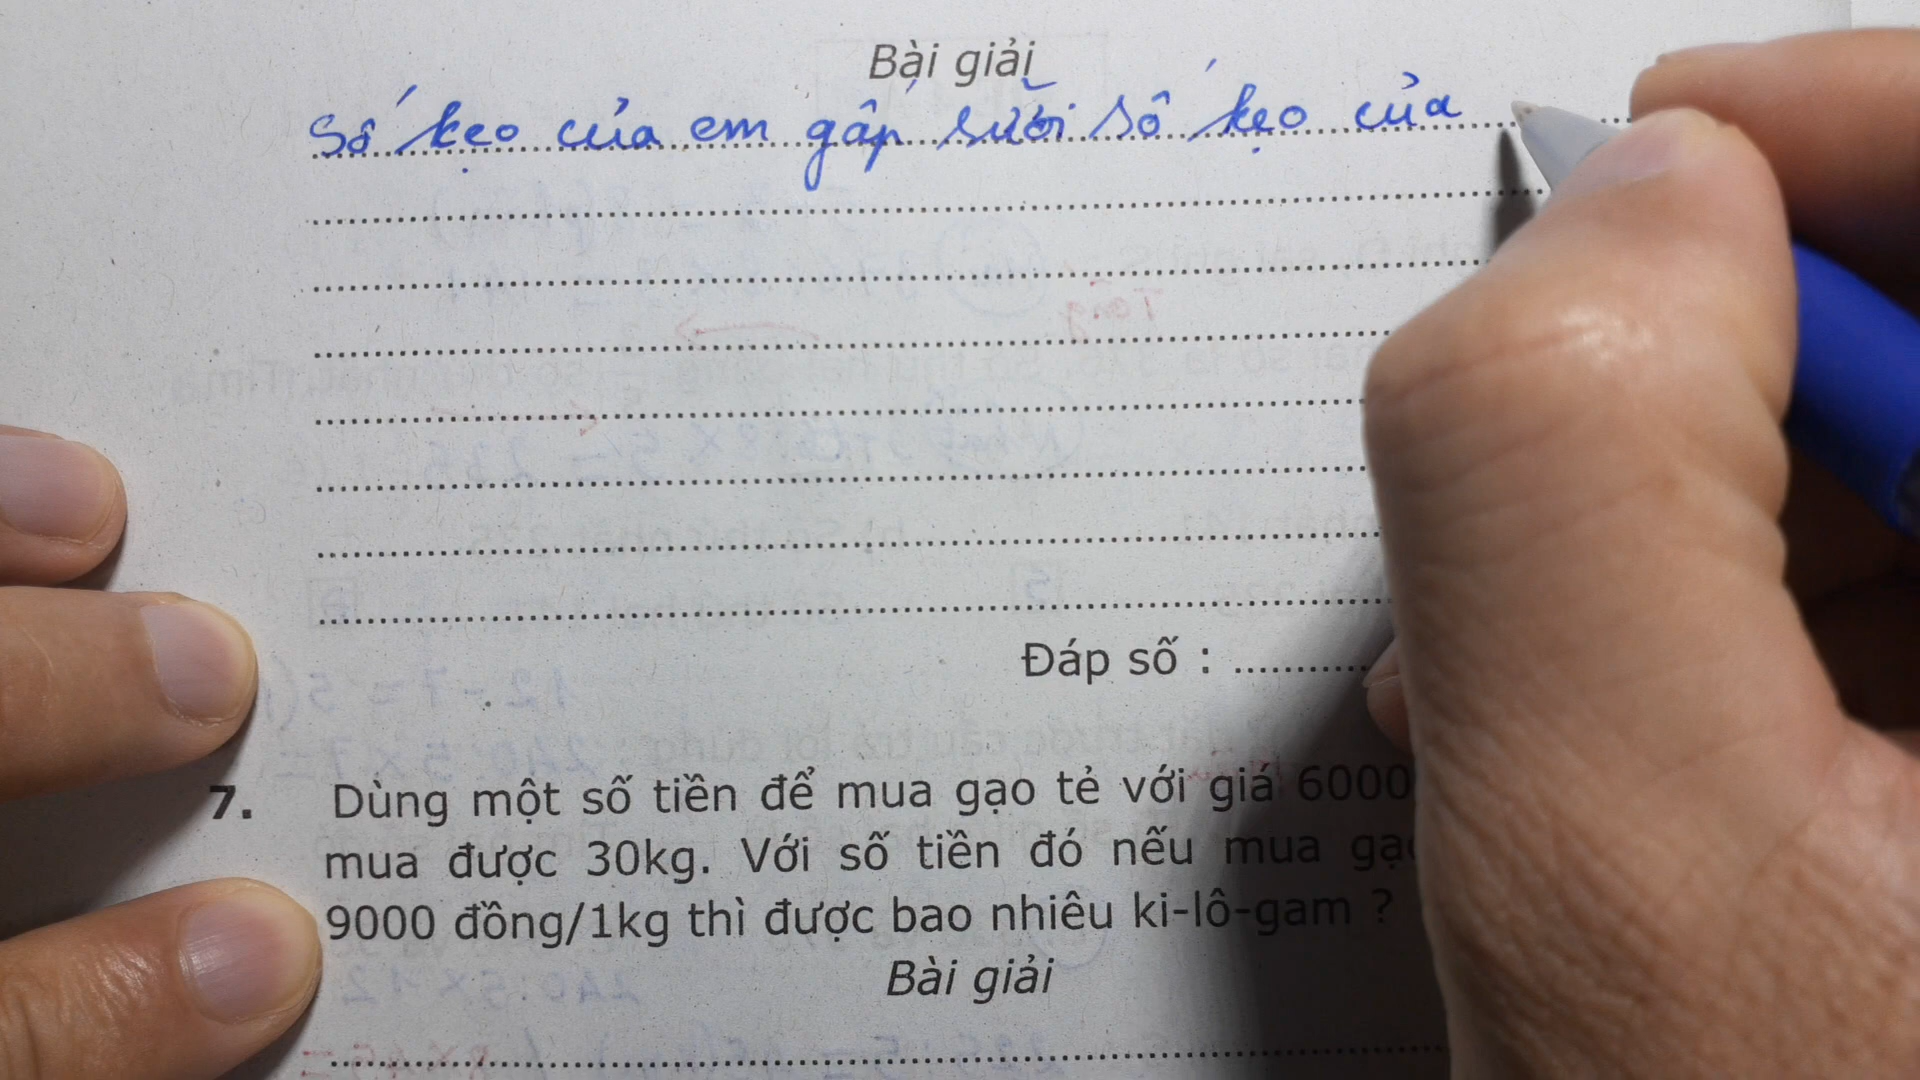 Bài giải
Số kẹo của em gấp rưỡi số kẹo của
Đáp số : ............
7. Dùng một số tiền để mua gạo tẻ với giá 6000
mua được 30kg. Với số tiền đó nếu mua gạo
9000 đồng/1kg thì được bao nhiêu ki-lô-gam ?
Bài giải